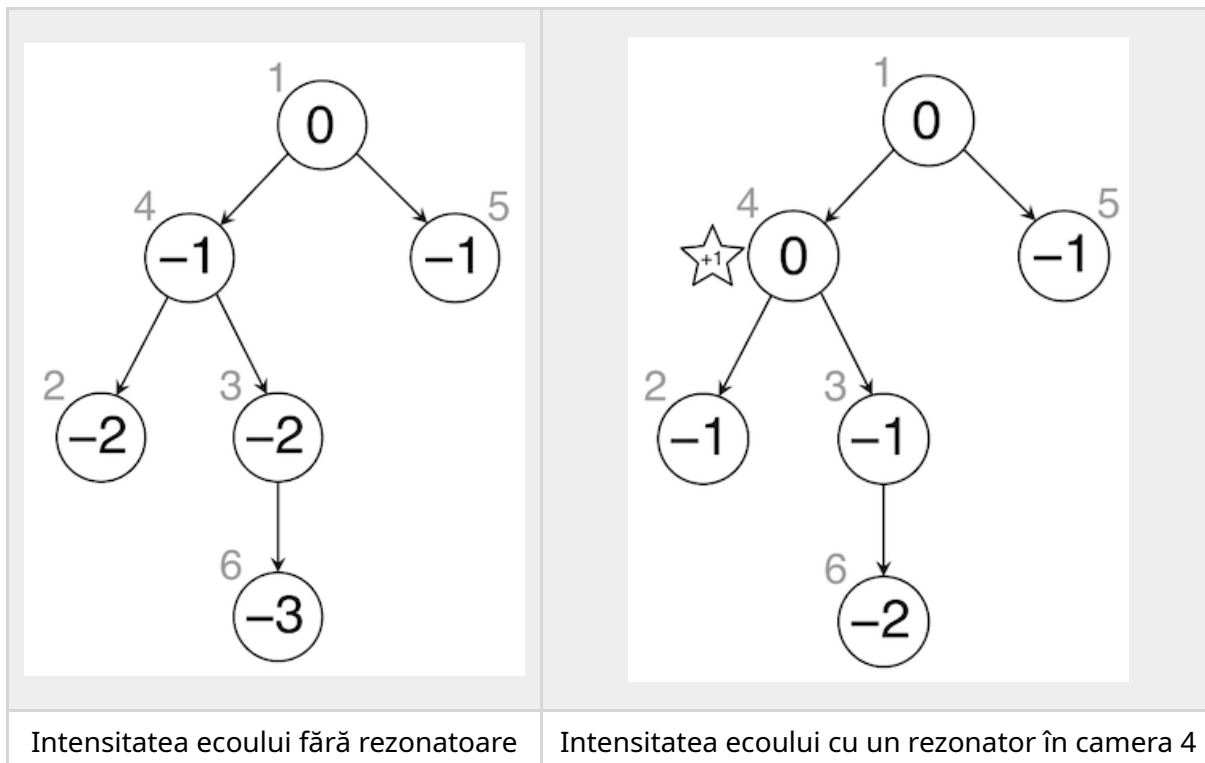 1 1
0 0
4 5 4 5
−1 −1 +1 0 −1
2 3 2 3
−2 −2 −1 −1
6 6
−3 −2
Intensitatea ecoului fără rezonatoare
Intensitatea ecoului cu un rezonator în camera 4